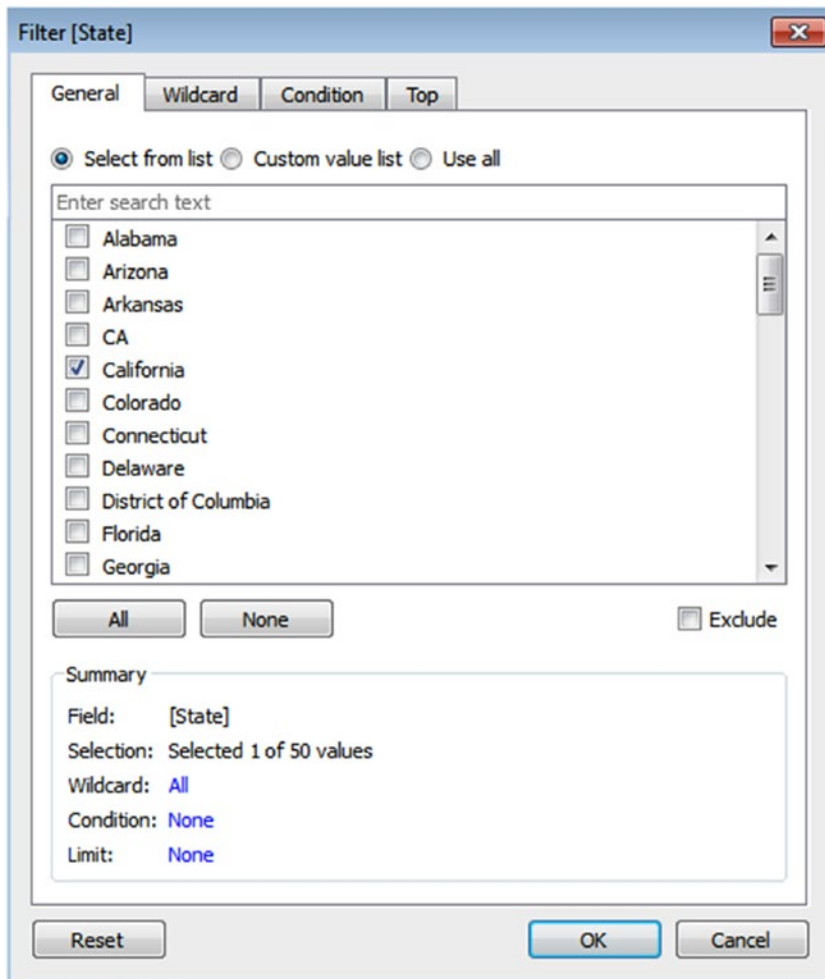 Filter [State]
General Wildcard Condition Top
Select from list Custom value list Use all
Enter search text
Alabama
Arizona
Arkansas
CA
California
Colorado
Connecticut
Delaware
District of Columbia
Florida
Georgia
All None Exclude
Summary
Field: [State]
Selection: Selected 1 of 50 values
Wildcard: All
Condition: None
Limit: None
Reset OK Cancel